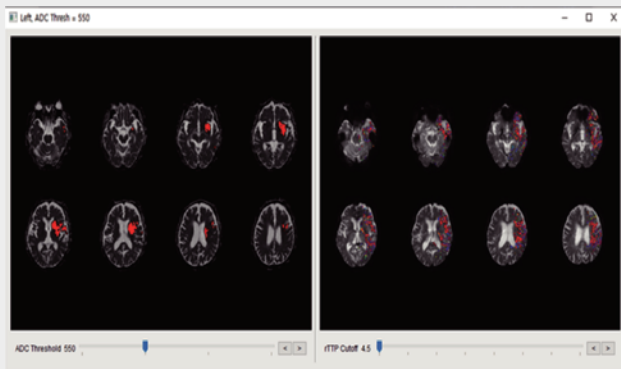 Left, ADC Thresh = 550
ADC Threshold 550
rTTP Cutoff 4.5